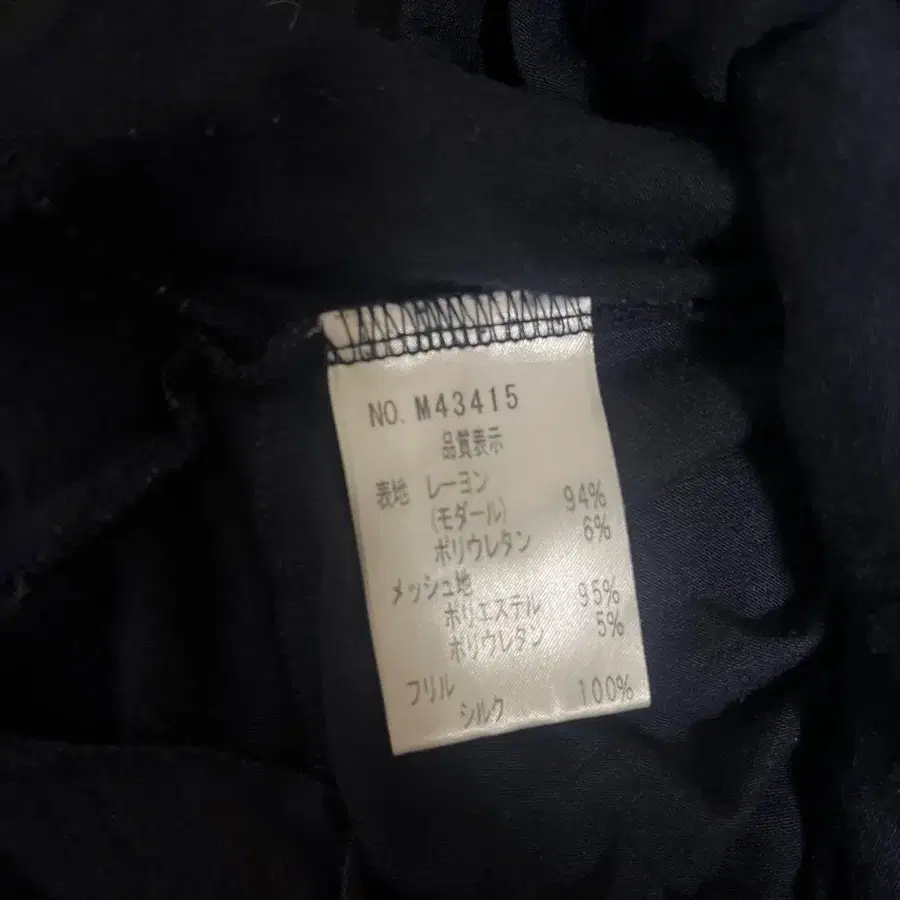 NO. M43415
品質表示
表地 レーヨン
(モダール) 94%
ポリウレタン 6%
メッシュ地
ポリエステル 95%
ポリウレタン 5%
フリル
シルク 100%